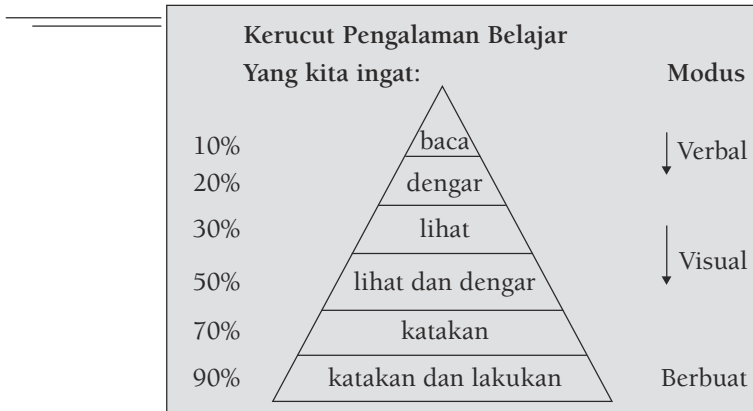 Kerucut Pengalaman Belajar
Yang kita ingat: Modus
10% baca Verbal
20% dengar
30% lihat
50% lihat dan dengar Visual
70% katakan
90% katakan dan lakukan Berbuat